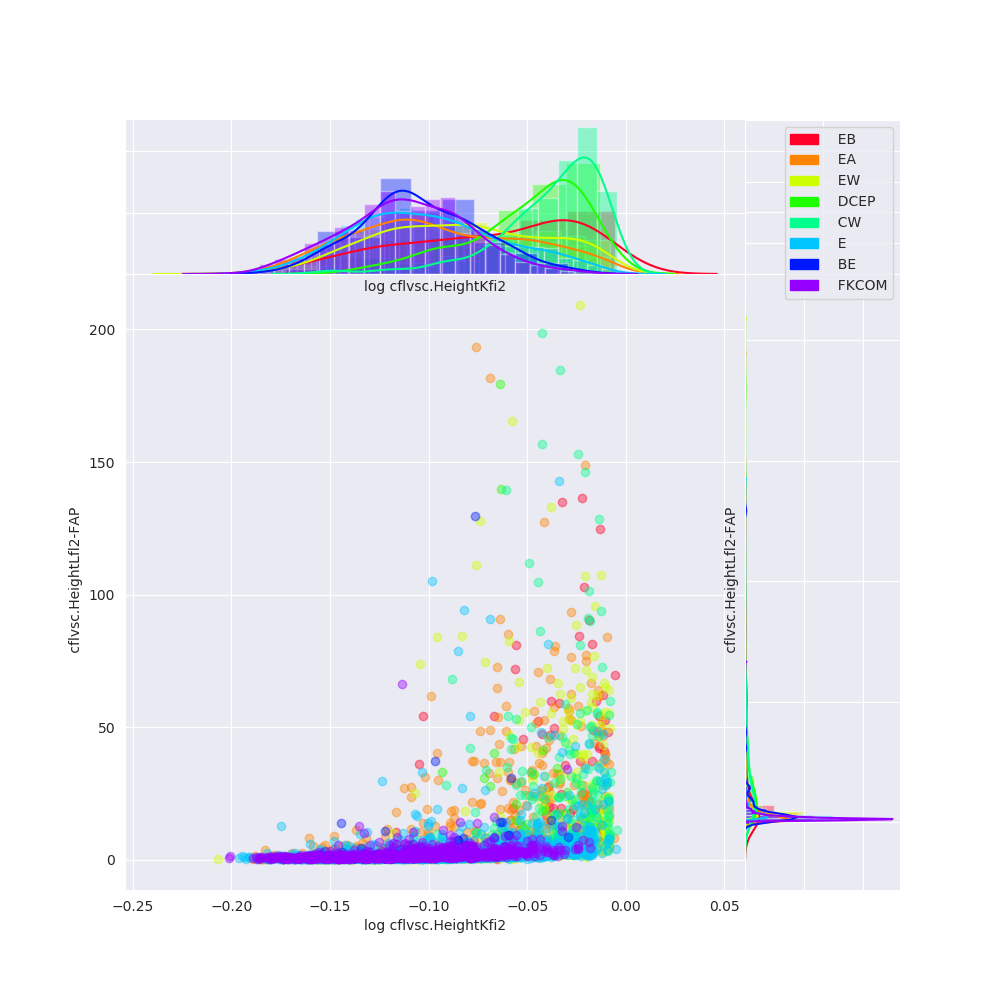 EB
EA
EW
DCEP
CW
E
BE
FKCOM
log cflvsc.HeightKfi2
200
150
100
50
0
cflvsc.HeightLfl2-FAP
cflvsc.HeightLfl2-FAP
−0.25 −0.20 −0.15 −0.10 −0.05 0.00 0.05
log cflvsc.HeightKfi2